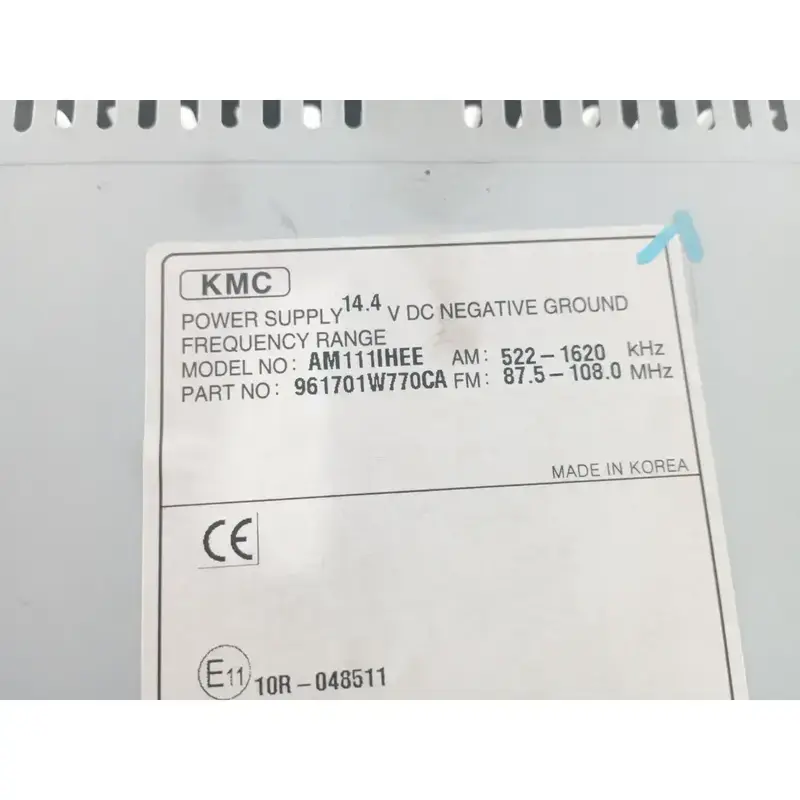 KMC
POWER SUPPLY 14.4 V DC NEGATIVE GROUND
FREQUENCY RANGE
MODEL NO: AM111IHEE AM: 522-1620 kHz
PART NO: 961701W770CA FM: 87.5-108.0 MHz
MADE IN KOREA
CE
E11 10R-048511